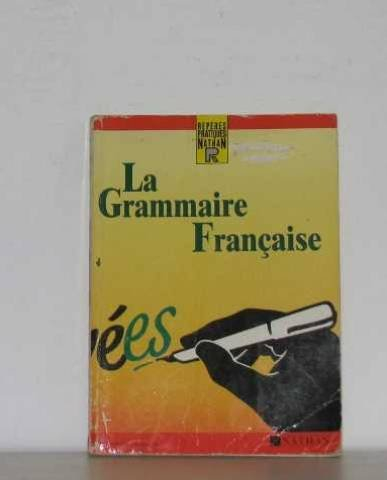 REPÈRES
PRATIQUES
NATHAN
R
La
Grammaire
Française
ées
NATHAN